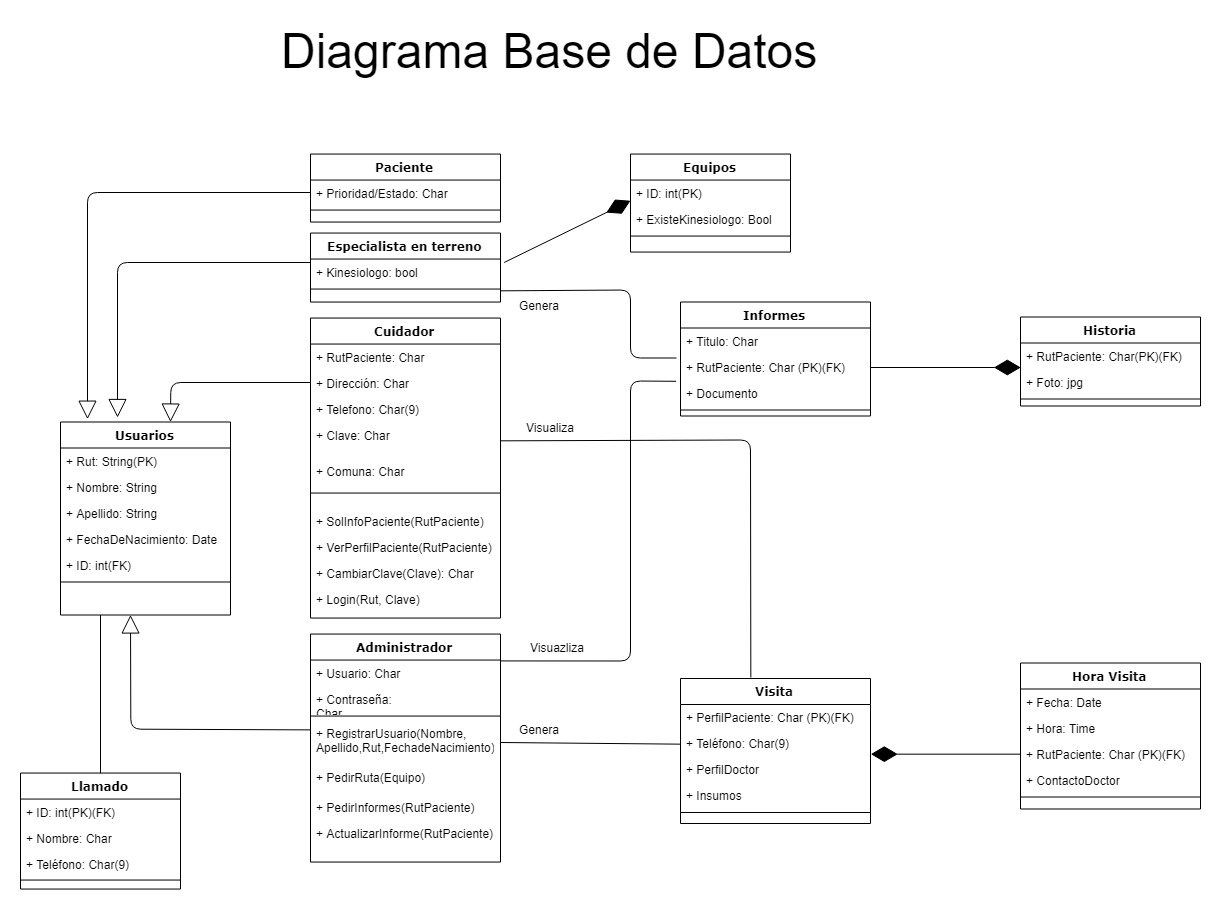 Diagrama Base de Datos
Paciente
+ Prioridad/Estado: Char
Equipos
+ ID: int(PK)
+ ExisteKinesiologo: Bool
Especialista en terreno
+ Kinesiologo: bool
Genera
Informes
+ Titulo: Char
+ RutPaciente: Char (PK)(FK)
+ Documento
Historia
+ RutPaciente: Char(PK)(FK)
+ Foto: jpg
Cuidador
+ RutPaciente: Char
+ Dirección: Char
+ Telefono: Char(9)
+ Clave: Char
+ Comuna: Char
+ SolInfoPaciente(RutPaciente)
+ VerPerfilPaciente(RutPaciente)
+ CambiarClave(Clave): Char
+ Login(Rut, Clave)
Visualiza
Usuarios
+ Rut: String(PK)
+ Nombre: String
+ Apellido: String
+ FechaDeNacimiento: Date
+ ID: int(FK)
Administrador
+ Usuario: Char
+ Contraseña:
Char
+ RegistrarUsuario(Nombre,
Apellido,Rut,FechadeNacimiento)
+ PedirRuta(Equipo)
+ PedirInformes(RutPaciente)
+ ActualizarInforme(RutPaciente)
Visuazliza
Genera
Visita
+ PerfilPaciente: Char (PK)(FK)
+ Teléfono: Char(9)
+ PerfilDoctor
+ Insumos
Hora Visita
+ Fecha: Date
+ Hora: Time
+ RutPaciente: Char (PK)(FK)
+ ContactoDoctor
Llamado
+ ID: int(PK)(FK)
+ Nombre: Char
+ Teléfono: Char(9)